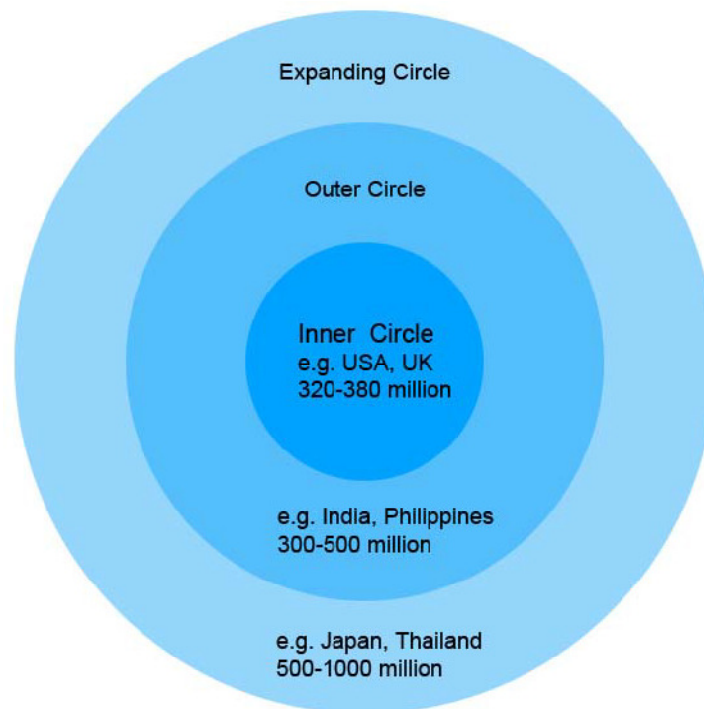 Expanding Circle
Outer Circle
Inner Circle
e.g. USA, UK
320-380 million
e.g. India, Philippines
300-500 million
e.g. Japan, Thailand
500-1000 million